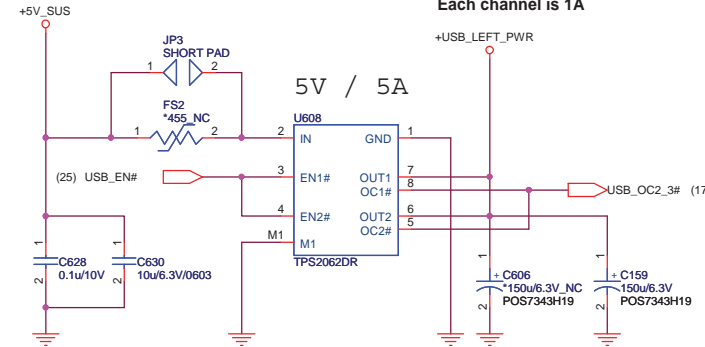 Each channel is 1A
+5V_SUS
+USB_LEFT_PWR
JP3
SHORT PAD
1
2
5V / 5A
FS2
*455_NC
1
2
U608
2
IN
GND
1
(25)
USB_EN#
3
EN1#
OUT1
7
OC1#
8
USB_OC2_3#
(17
4
EN2#
OUT2
6
OC2#
5
M1
M1
TPS2062DR
1
C628
0.1u/10V
2
1
C630
10u/6.3V/0603
2
1
+
C606
*150u/6.3V_NC
POS7343H19
2
1
+
C159
150u/6.3V
POS7343H19
2